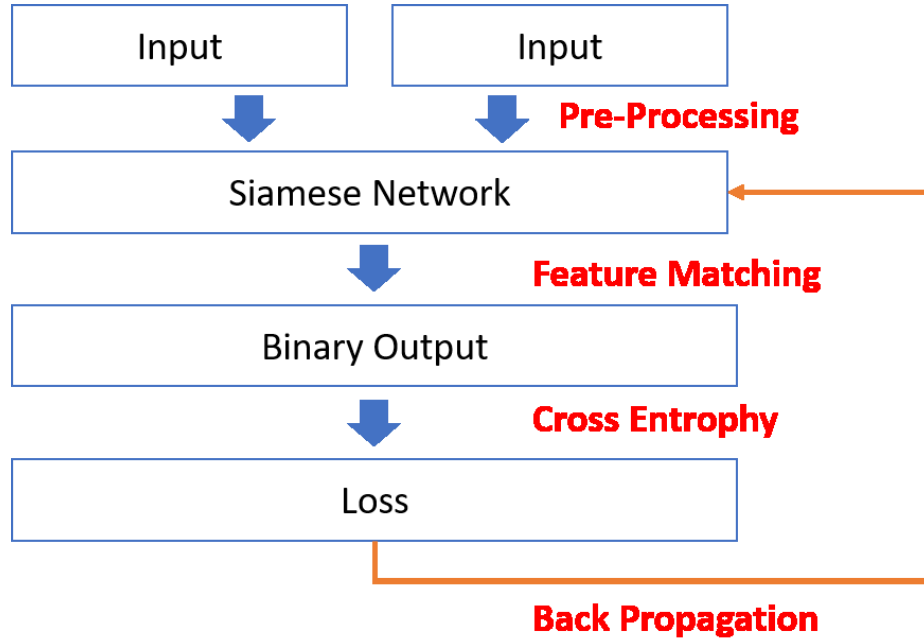 Input
Input
Pre-Processing
Siamese Network
Feature Matching
Binary Output
Cross Entrophy
Loss
Back Propagation